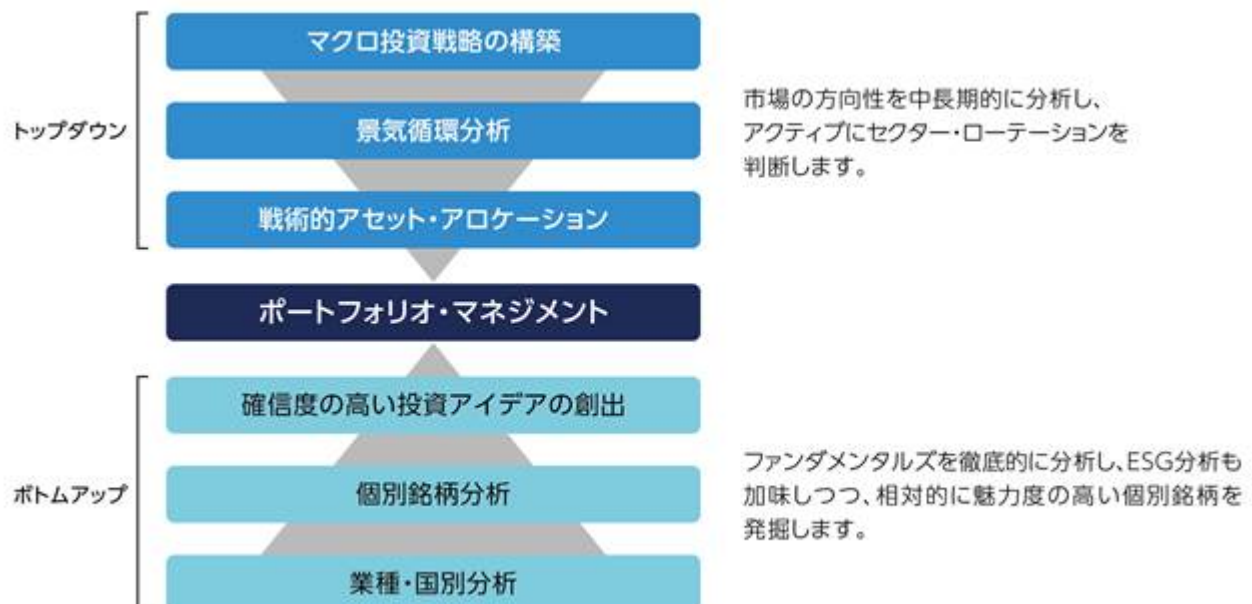 マクロ投資戦略の構築
トップダウン
景気循環分析
戦術的アセット・アロケーション
市場の方向性を中長期的に分析し、
アクティブにセクター・ローテーションを
判断します。
ポートフォリオ・マネジメント
確信度の高い投資アイデアの創出
ボトムアップ
個別銘柄分析
業種・国別分析
ファンダメンタルズを徹底的に分析し、ESG分析も
加味しつつ、相対的に魅力度の高い個別銘柄を
発掘します。